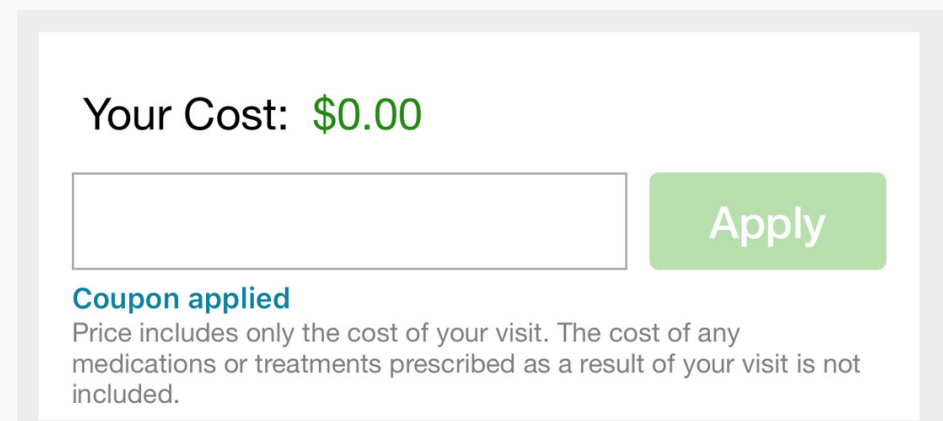 Your Cost: $0.00
Apply
Coupon applied
Price includes only the cost of your visit. The cost of any
medications or treatments prescribed as a result of your visit is not
included.